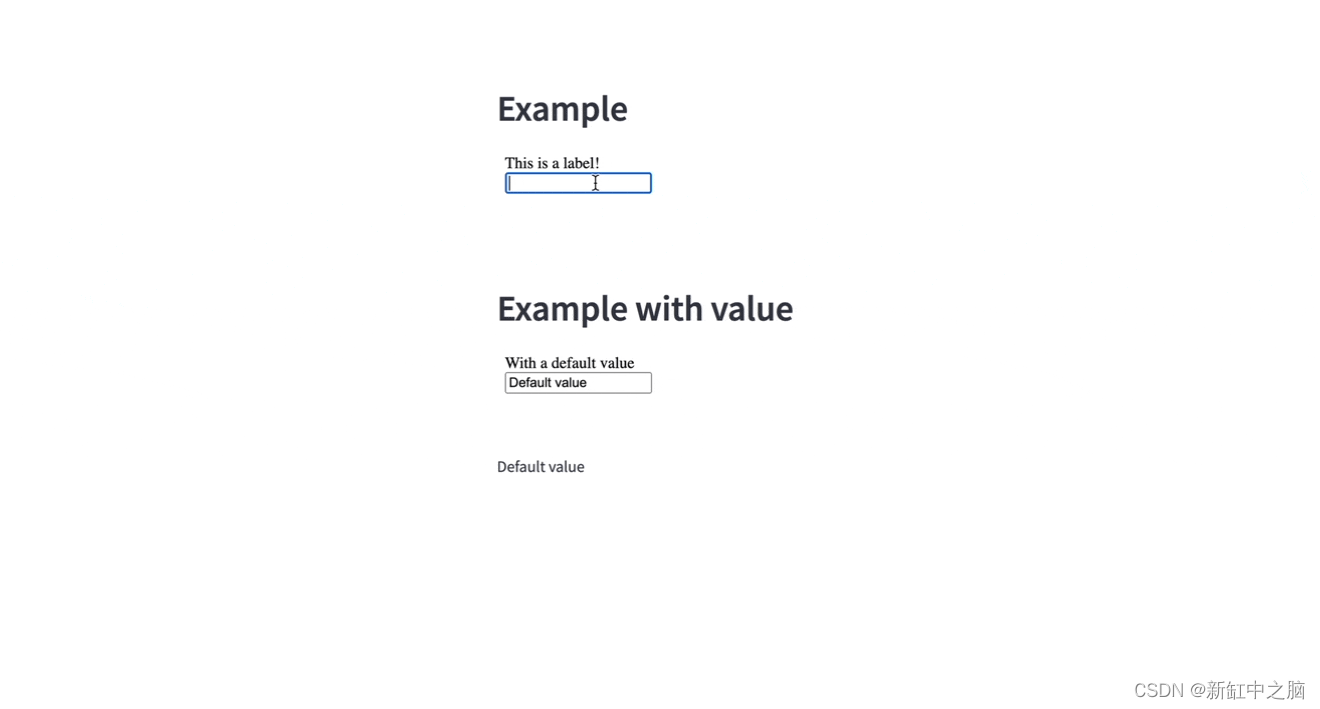 Example
This is a label!
Example with value
With a default value
Default value
Default value
CSDN @新缸中之脑